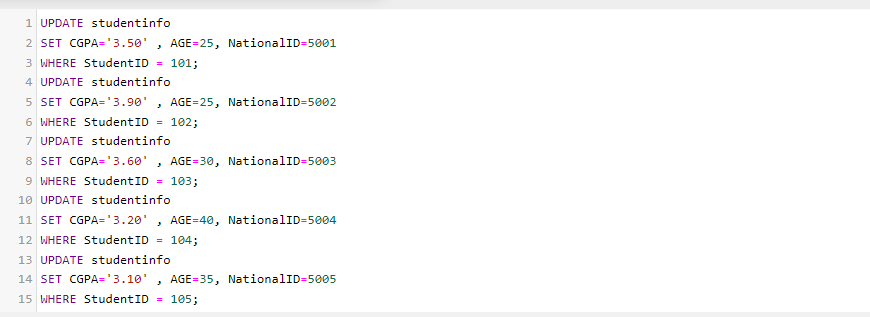 1 UPDATE studentinfo
2 SET CGPA='3.50' , AGE=25, NationalID=5001
3 WHERE StudentID = 101;
4 UPDATE studentinfo
5 SET CGPA='3.90' , AGE=25, NationalID=5002
6 WHERE StudentID = 102;
7 UPDATE studentinfo
8 SET CGPA='3.60' , AGE=30, NationalID=5003
9 WHERE StudentID = 103;
10 UPDATE studentinfo
11 SET CGPA='3.20' , AGE=40, NationalID=5004
12 WHERE StudentID = 104;
13 UPDATE studentinfo
14 SET CGPA='3.10' , AGE=35, NationalID=5005
15 WHERE StudentID = 105;